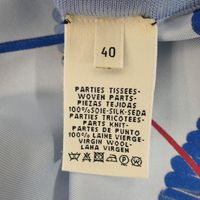 40
PARTIES TISSEES-
WOVEN PARTS-
PIEZAS TEJIDAS
100%SOIE-SILK-SEDA
PARTIES TRICOTEES-
PARTS KNIT-
PARTES DE PUNTO
100% LAINE VIERGE-
VIRGIN WOOL-
LANA VIRGEN